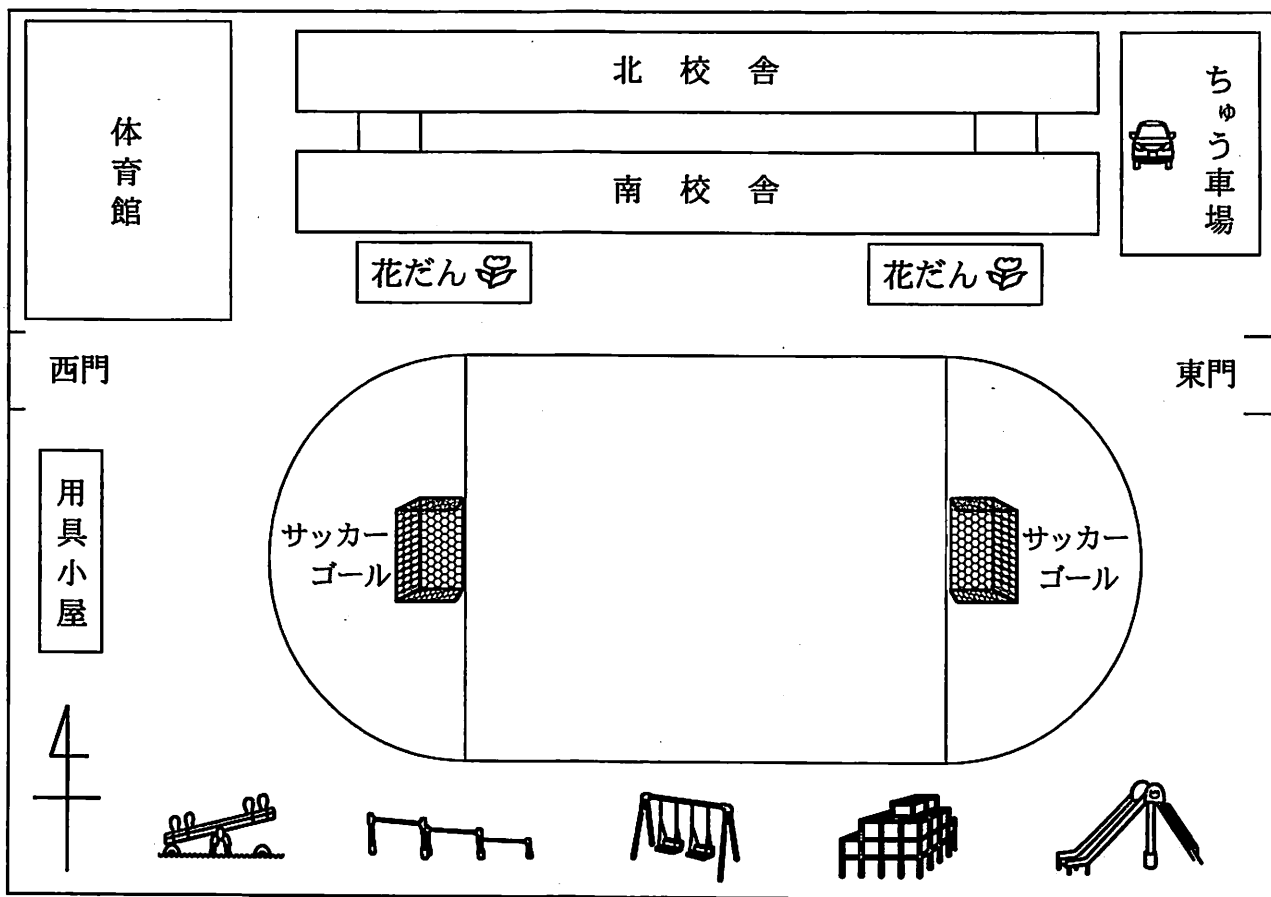 北校舎
ちゅう車場
体育館
南校舎
花だん
花だん
西門
東門
用具小屋
サッカー
ゴール
サッカー
ゴール